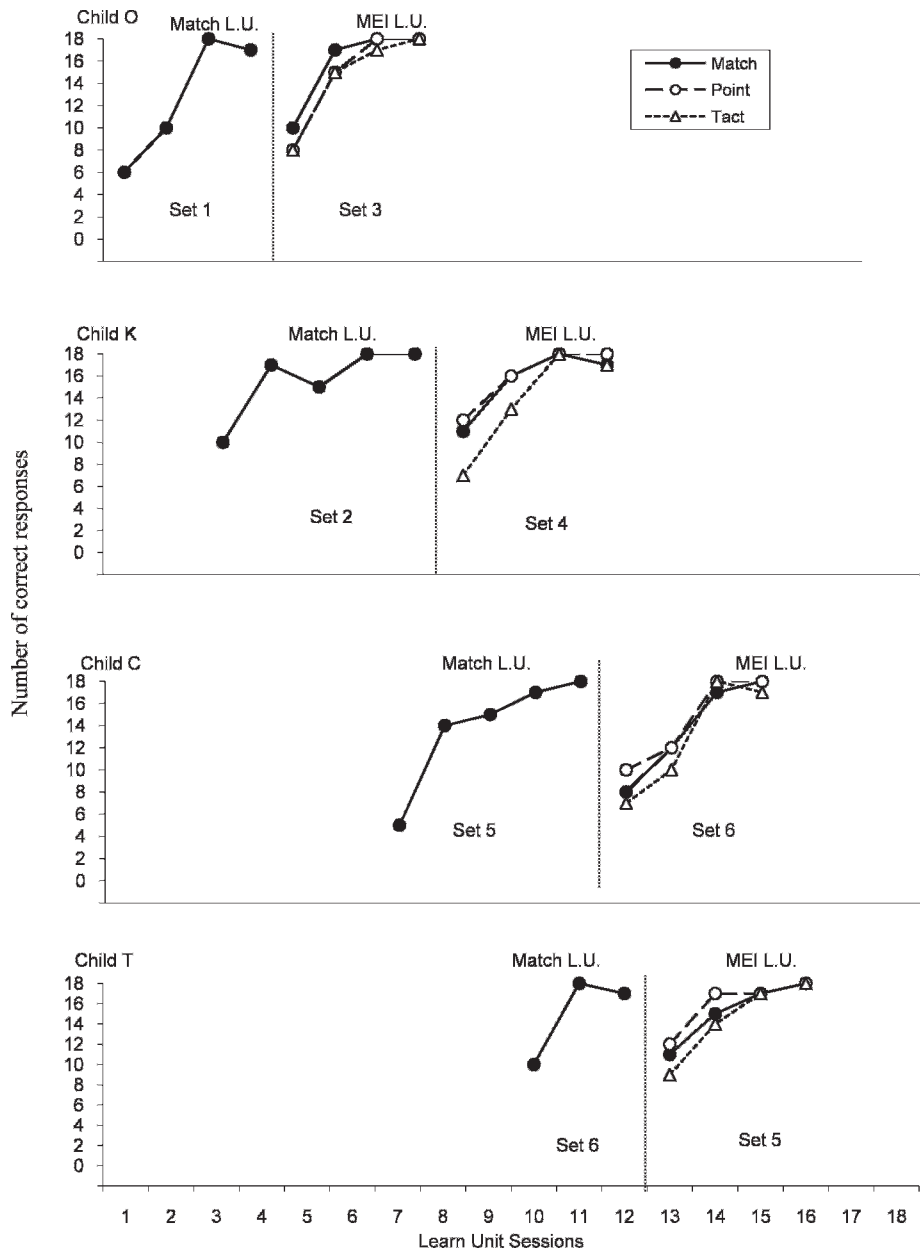 Number of correct responses
Child O
Match L.U.
MEI L.U.
18
16
14
12
10
8
6
4
2
0
Set 1
Set 3
Match
Point
Tact
Child K
Match L.U.
MEI L.U.
18
16
14
12
10
8
6
4
2
0
Set 2
Set 4
Child C
Match L.U.
MEI L.U.
18
16
14
12
10
8
6
4
2
0
Set 5
Set 6
Child T
Match L.U.
MEI L.U.
18
16
14
12
10
8
6
4
2
0
Set 6
Set 5
1 2 3 4 5 6 7 8 9 10 11 12 13 14 15 16 17 18
Learn Unit Sessions